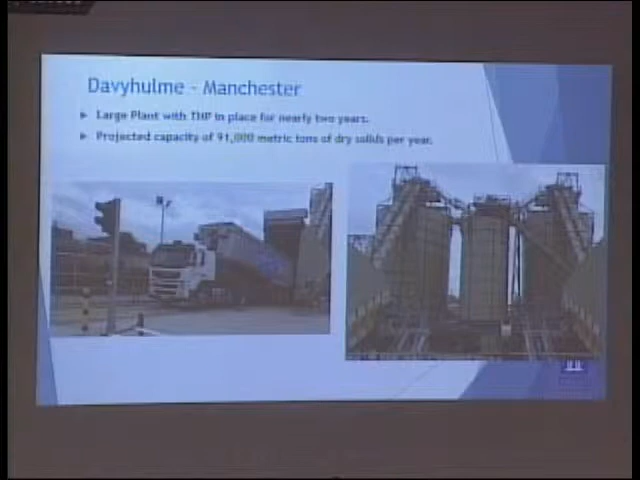 Davyhulme - Manchester
Large Plant with THP in place for nearly two years.
Projected capacity of 91,000 metric tons of dry solids per year.